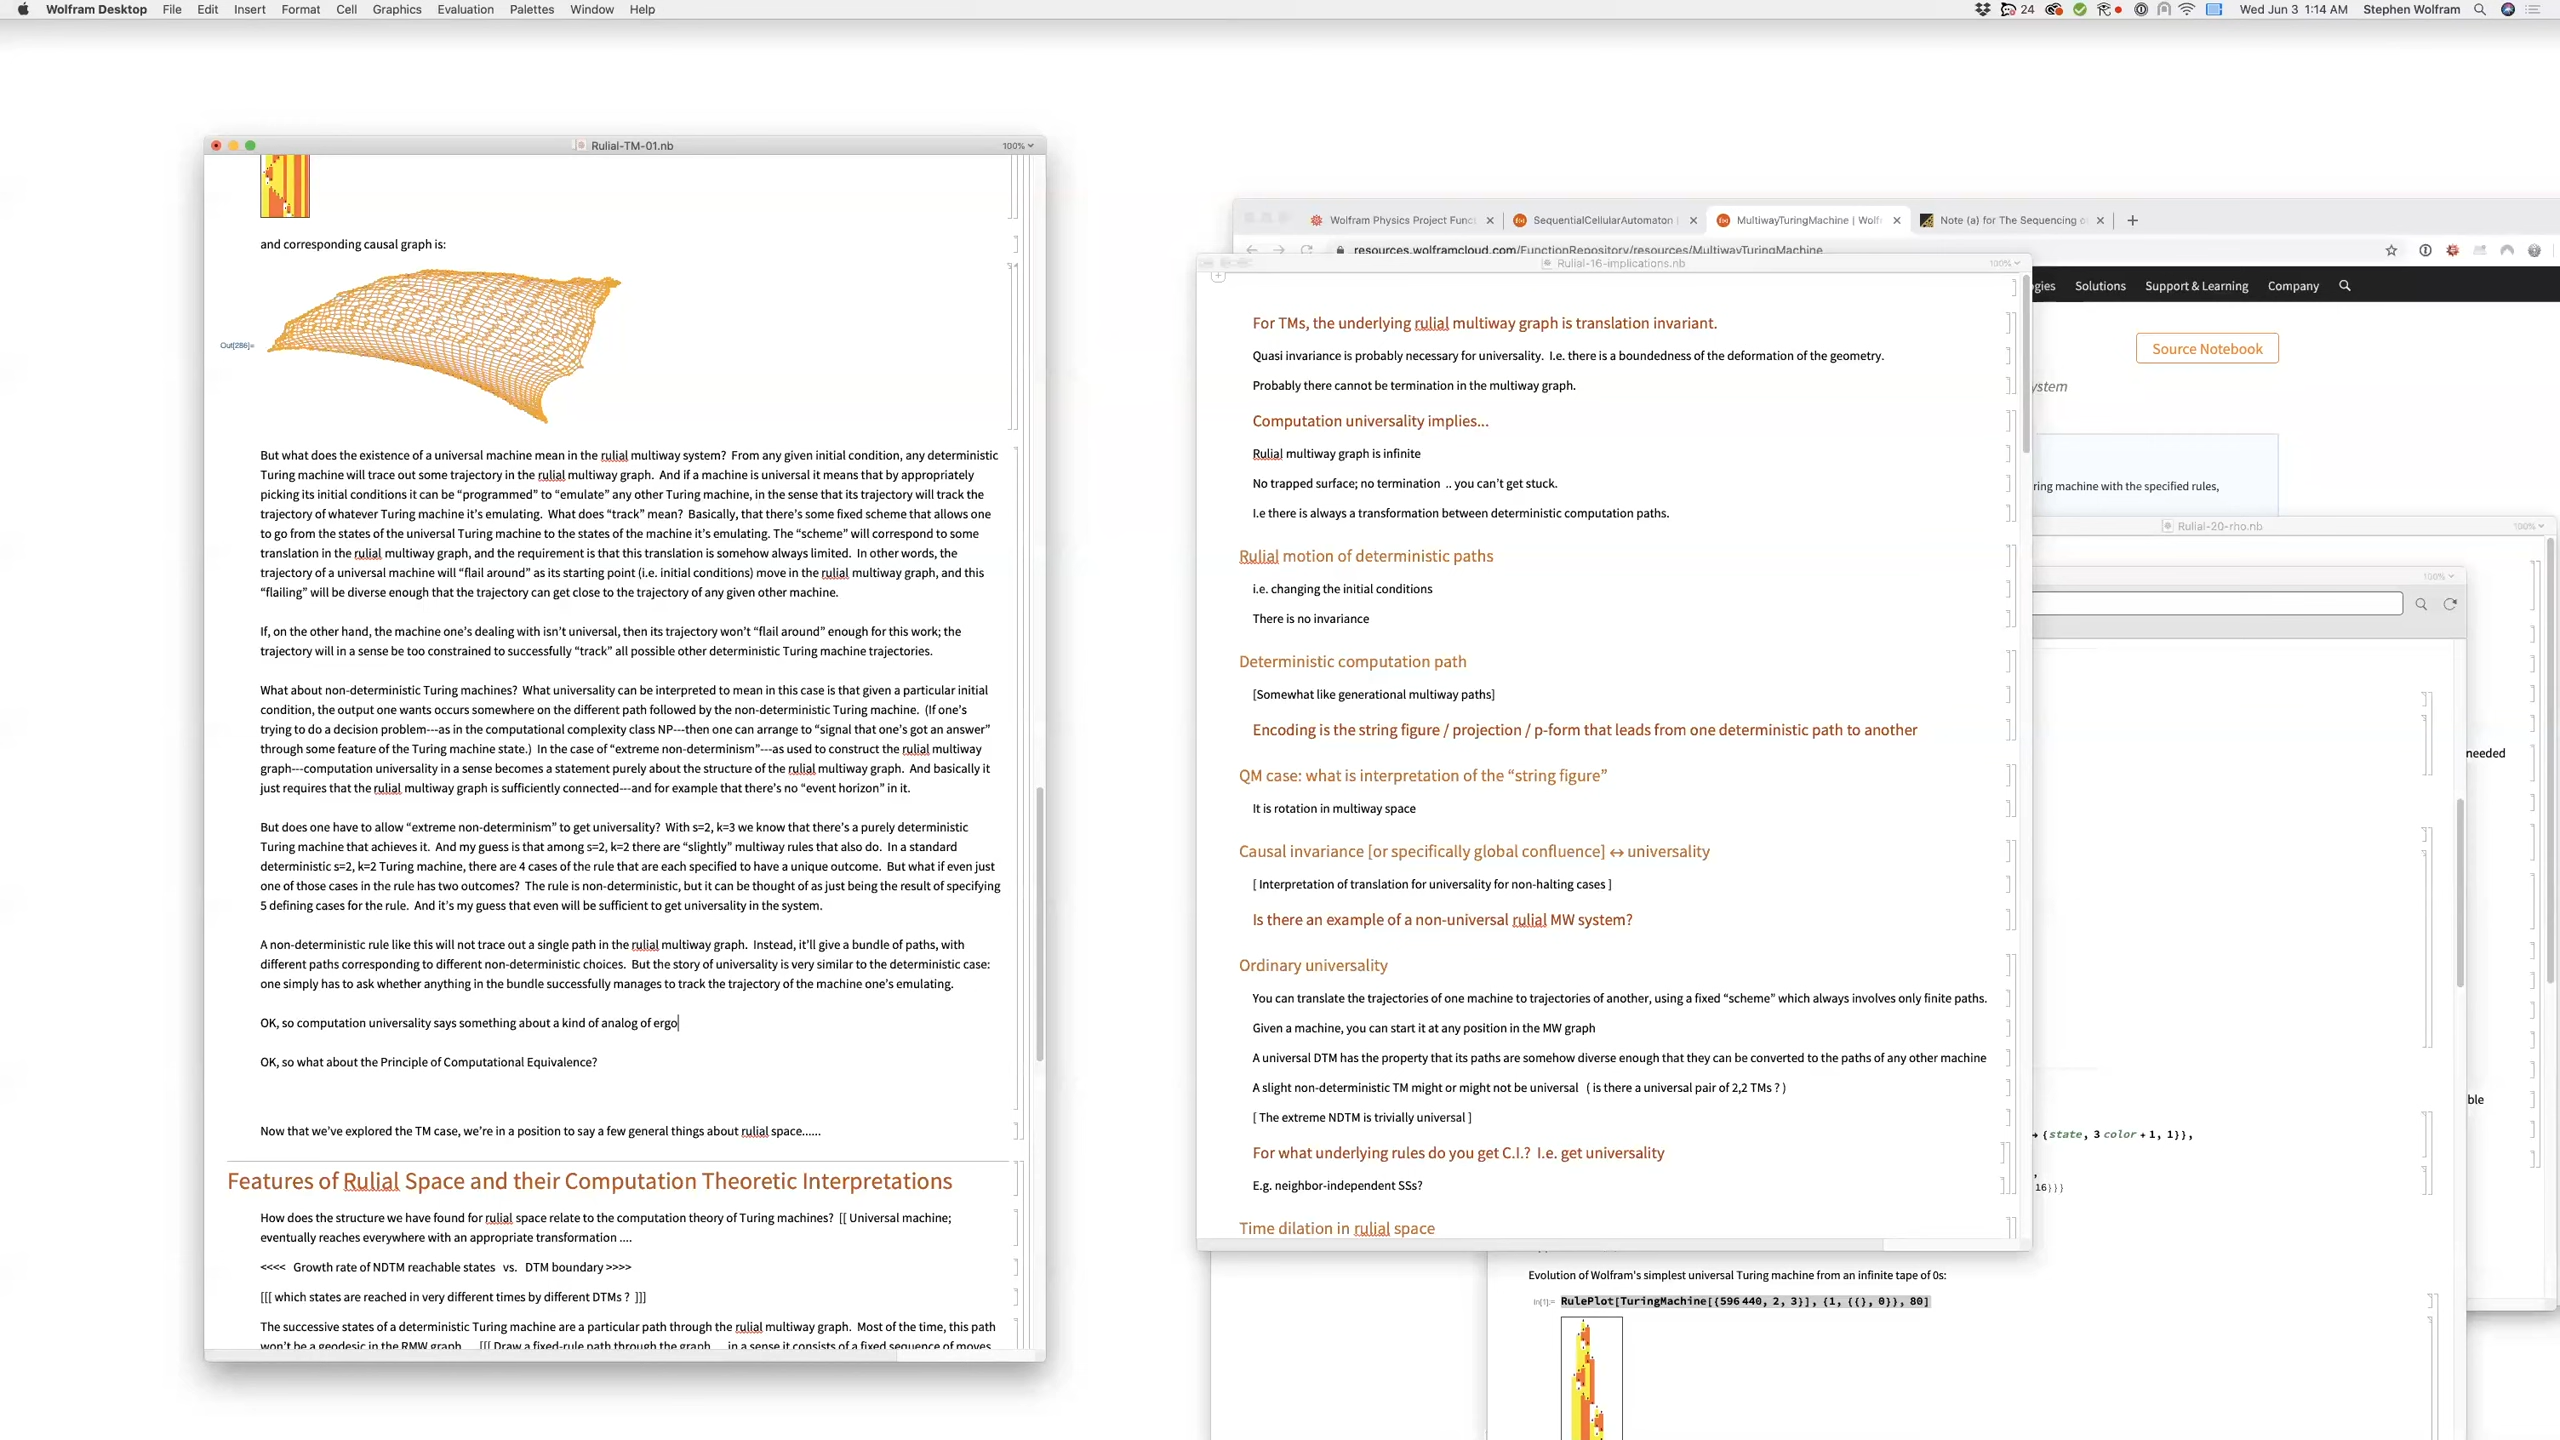 Wolfram Desktop File Edit Insert Format Cell Graphics Evaluation Palettes Window Help
24 Wed Jun 3 1:14 AM Stephen Wolfram
Rulial-TM-01.nb 100%
and corresponding causal graph is:
Out[286]=
But what does the existence of a universal machine mean in the rulial multiway system? From any given initial condition, any deterministic
Turing machine will trace out some trajectory in the rulial multiway graph. And if a machine is universal it means that by appropriately
picking its initial conditions it can be “programmed” to “emulate” any other Turing machine, in the sense that its trajectory will track the
trajectory of whatever Turing machine it’s emulating. What does “track” mean? Basically, that there’s some fixed scheme that allows one
to go from the states of the universal Turing machine to the states of the machine it’s emulating. The “scheme” will correspond to some
translation in the rulial multiway graph, and the requirement is that this translation is somehow always limited. In other words, the
trajectory of a universal machine will “flail around” as its starting point (i.e. initial conditions) move in the rulial multiway graph, and this
“flailing” will be diverse enough that the trajectory can get close to the trajectory of any given other machine.
If, on the other hand, the machine one’s dealing with isn’t universal, then its trajectory won’t “flail around” enough for this work; the
trajectory will in a sense be too constrained to successfully “track” all possible other deterministic Turing machine trajectories.
What about non-deterministic Turing machines? What universality can be interpreted to mean in this case is that given a particular initial
condition, the output one wants occurs somewhere on the different path followed by the non-deterministic Turing machine. (If one’s
trying to do a decision problem---as in the computational complexity class NP---then one can arrange to “signal that one’s got an answer”
through some feature of the Turing machine state.) In the case of “extreme non-determinism”---as used to construct the rulial multiway
graph---computation universality in a sense becomes a statement purely about the structure of the rulial multiway graph. And basically it
just requires that the rulial multiway graph is sufficiently connected---and for example that there’s no “event horizon” in it.
But does one have to allow “extreme non-determinism” to get universality? With s=2, k=3 we know that there’s a purely deterministic
Turing machine that achieves it. And my guess is that among s=2, k=2 there are “slightly” multiway rules that also do. In a standard
deterministic s=2, k=2 Turing machine, there are 4 cases of the rule that are each specified to have a unique outcome. But what if even just
one of those cases in the rule has two outcomes? The rule is non-deterministic, but it can be thought of as just being the result of specifying
5 defining cases for the rule. And it’s my guess that even will be sufficient to get universality in the system.
A non-deterministic rule like this will not trace out a single path in the rulial multiway graph. Instead, it’ll give a bundle of paths, with
different paths corresponding to different non-deterministic choices. But the story of universality is very similar to the deterministic case:
one simply has to ask whether anything in the bundle successfully manages to track the trajectory of the machine one’s emulating.
OK, so computation universality says something about a kind of analog of ergo
OK, so what about the Principle of Computational Equivalence?
Now that we’ve explored the TM case, we’re in a position to say a few general things about rulial space......
Features of Rulial Space and their Computation Theoretic Interpretations
How does the structure we have found for rulial space relate to the computation theory of Turing machines? [[ Universal machine;
eventually reaches everywhere with an appropriate transformation ....
<<<< Growth rate of NDTM reachable states vs. DTM boundary >>>>
[[[ which states are reached in very different times by different DTMs ? ]]]
The successive states of a deterministic Turing machine are a particular path through the rulial multiway graph. Most of the time, this path
won’t be a geodesic in the RMW graph [[[ Draw a fixed-rule path through the graph in a sense it consists of a fixed sequence of moves
Wolfram Physics Project Funct SequentialCellularAutomaton MultiwayTuringMachine | Wolf Note (a) for The Sequencing o
resources.wolframcloud.com/FunctionRepository/resources/MultiwayTuringMachine
Rulial-16-implications.nb 100%
For TMs, the underlying rulial multiway graph is translation invariant.
Quasi invariance is probably necessary for universality. I.e. there is a boundedness of the deformation of the geometry.
Probably there cannot be termination in the multiway graph.
Computation universality implies...
Rulial multiway graph is infinite
No trapped surface; no termination .. you can’t get stuck.
I.e there is always a transformation between deterministic computation paths.
Rulial motion of deterministic paths
i.e. changing the initial conditions
There is no invariance
Deterministic computation path
[Somewhat like generational multiway paths]
Encoding is the string figure / projection / p-form that leads from one deterministic path to another
QM case: what is interpretation of the “string figure”
It is rotation in multiway space
Causal invariance [or specifically global confluence] ↔ universality
[ Interpretation of translation for universality for non-halting cases ]
Is there an example of a non-universal rulial MW system?
Ordinary universality
You can translate the trajectories of one machine to trajectories of another, using a fixed “scheme” which always involves only finite paths.
Given a machine, you can start it at any position in the MW graph
A universal DTM has the property that its paths are somehow diverse enough that they can be converted to the paths of any other machine
A slight non-deterministic TM might or might not be universal ( is there a universal pair of 2,2 TMs ? )
[ The extreme NDTM is trivially universal ]
For what underlying rules do you get C.I.? I.e. get universality
E.g. neighbor-independent SSs?
Time dilation in rulial space
ogies Solutions Support & Learning Company
Source Notebook
ystem
ring machine with the specified rules,
Rulial-20-rho.nb 100%
100%
needed
ble
→ {state, 3 color + 1, 1}},
,
16}}}
Evolution of Wolfram's simplest universal Turing machine from an infinite tape of 0s:
In[1]:= RulePlot[TuringMachine[{596 440, 2, 3}], {1, {{}, 0}}, 80]